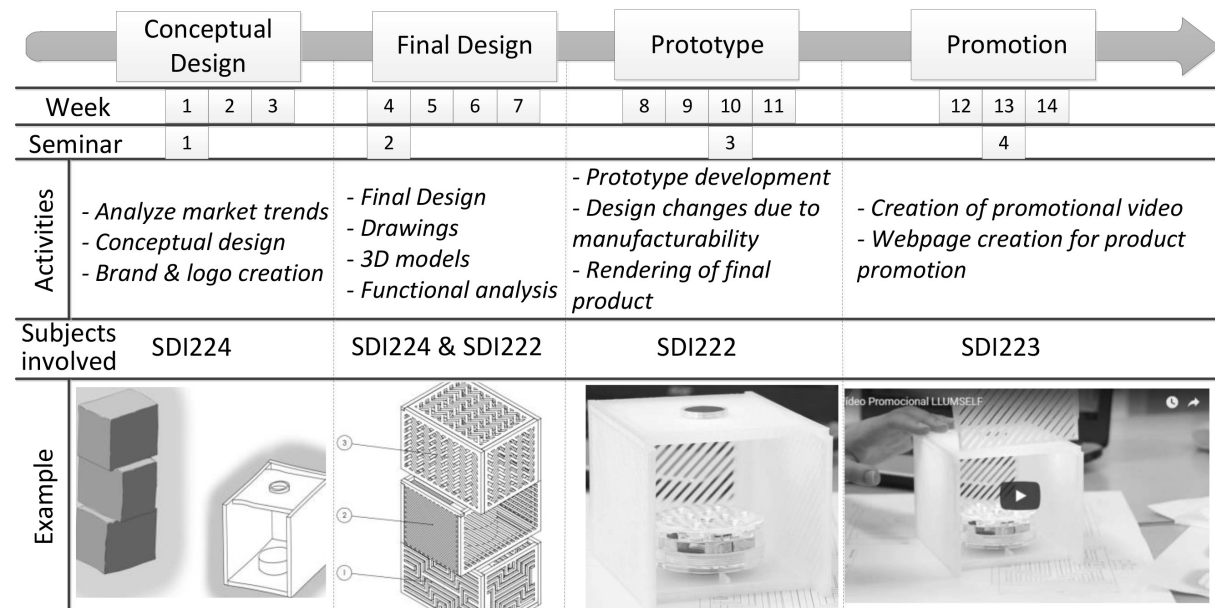 Conceptual
Design
Final Design
Prototype
Promotion
Week
1 2 3 4 5 6 7 8 9 10 11 12 13 14
Seminar
1 2 3 4
Activities
- Analyze market trends
- Conceptual design
- Brand & logo creation
- Final Design
- Drawings
- 3D models
- Functional analysis
- Prototype development
- Design changes due to
manufacturability
- Rendering of final
product
- Creation of promotional video
- Webpage creation for product
promotion
Subjects
involved
SDI224
SDI224 & SDI222
SDI222
SDI223
Example
3
2
1
ídeo Promocional LLUMSELF